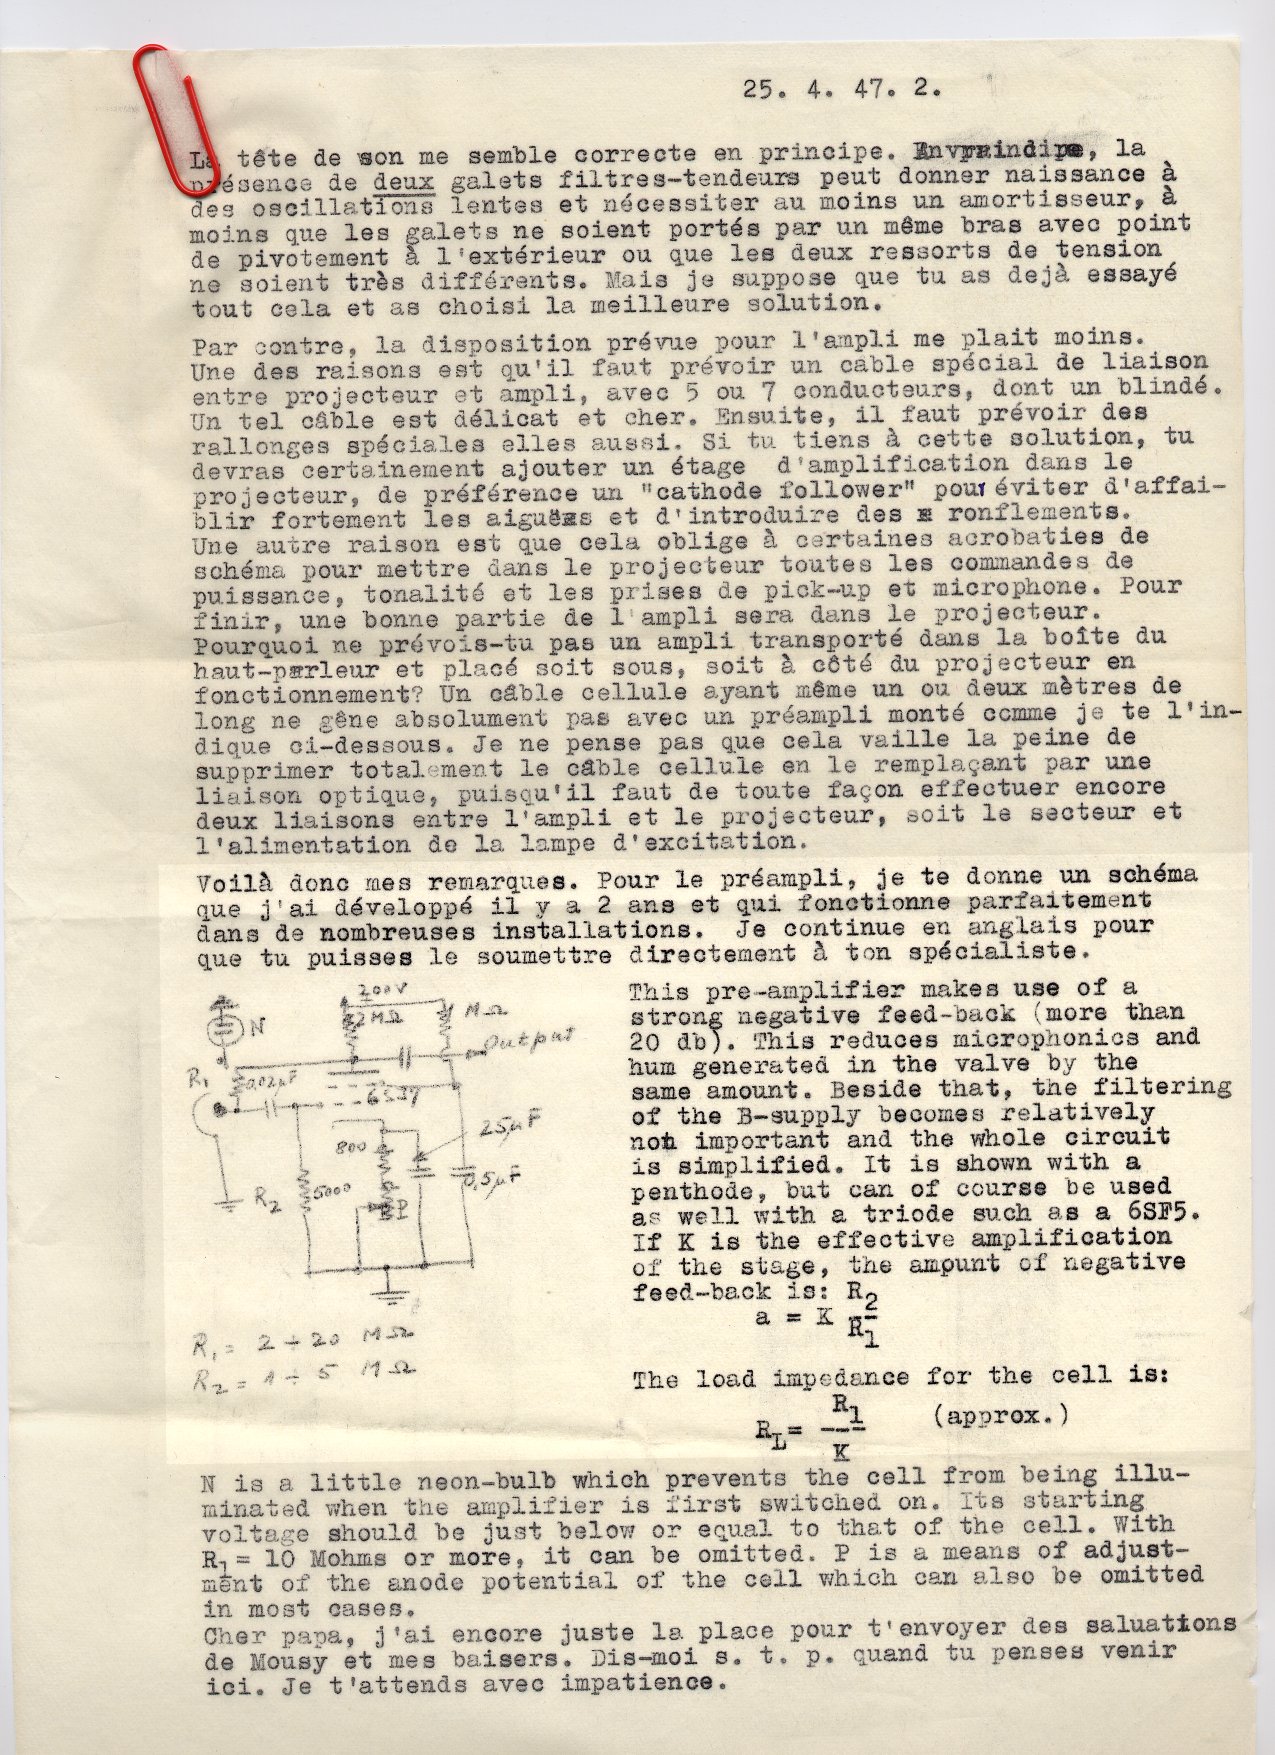 25. 4. 47. 2.
La tête de son me semble correcte en principe. , la
présence de deux galets filtres-tendeurs peut donner naissance à
des oscillations lentes et nécessiter au moins un amortisseur, à
moins que les galets ne soient portés par un même bras avec point
de pivotement à l'extérieur ou que les deux ressorts de tension
ne soient très différents. Mais je suppose que tu as dejà essayé
tout cela et as choisi la meilleure solution.
Par contre, la disposition prévue pour l'ampli me plait moins.
Une des raisons est qu'il faut prévoir un câble spécial de liaison
entre projecteur et ampli, avec 5 ou 7 conducteurs, dont un blindé.
Un tel câble est délicat et cher. Ensuite, il faut prévoir des
rallonges spéciales elles aussi. Si tu tiens à cette solution, tu
devras certainement ajouter un étage d'amplification dans le
projecteur, de préférence un "cathode follower" pour éviter d'affai-
blir fortement les aiguës et d'introduire des ronflements.
Une autre raison est que cela oblige à certaines acrobaties de
schéma pour mettre dans le projecteur toutes les commandes de
puissance, tonalité et les prises de pick-up et microphone. Pour
finir, une bonne partie de l'ampli sera dans le projecteur.
Pourquoi ne prévois-tu pas un ampli transporté dans la boîte du
haut-parleur et placé soit sous, soit à côté du projecteur en
fonctionnement? Un câble cellule ayant même un ou deux mètres de
long ne gêne absolument pas avec un préampli monté comme je te l'in-
dique ci-dessous. Je ne pense pas que cela vaille la peine de
supprimer totalement le câble cellule en le remplaçant par une
liaison optique, puisqu'il faut de toute façon effectuer encore
deux liaisons entre l'ampli et le projecteur, soit le secteur et
l'alimentation de la lampe d'excitation.
Voilà donc mes remarques. Pour le préampli, je te donne un schéma
que j'ai développé il y a 2 ans et qui fonctionne parfaitement
dans de nombreuses installations. Je continue en anglais pour
que tu puisses le soumettre directement à ton spécialiste.
200V
2MΩ
MΩ
N
Output
R1
0.02µF
6SJ7
25µF
800
0,5µF
R2
5000
P
R1 = 2 ÷ 20 MΩ
R2 = 1 ÷ 5 MΩ
This pre-amplifier makes use of a
strong negative feed-back (more than
20 db). This reduces microphonics and
hum generated in the valve by the
same amount. Beside that, the filtering
of the B-supply becomes relatively
not important and the whole circuit
is simplified. It is shown with a
penthode, but can of course be used
as well with a triode such as a 6SF5.
If K is the effective amplification
of the stage, the ampunt of negative
feed-back is: R2
a = K --
R1
The load impedance for the cell is:
R1
RL= --- (approx.)
K
N is a little neon-bulb which prevents the cell from being illu-
minated when the amplifier is first switched on. Its starting
voltage should be just below or equal to that of the cell. With
R1= 10 Mohms or more, it can be omitted. P is a means of adjust-
ment of the anode potential of the cell which can also be omitted
in most cases.
Cher papa, j'ai encore juste la place pour t'envoyer des saluations
de Mousy et mes baisers. Dis-moi s. t. p. quand tu penses venir
ici. Je t'attends avec impatience.